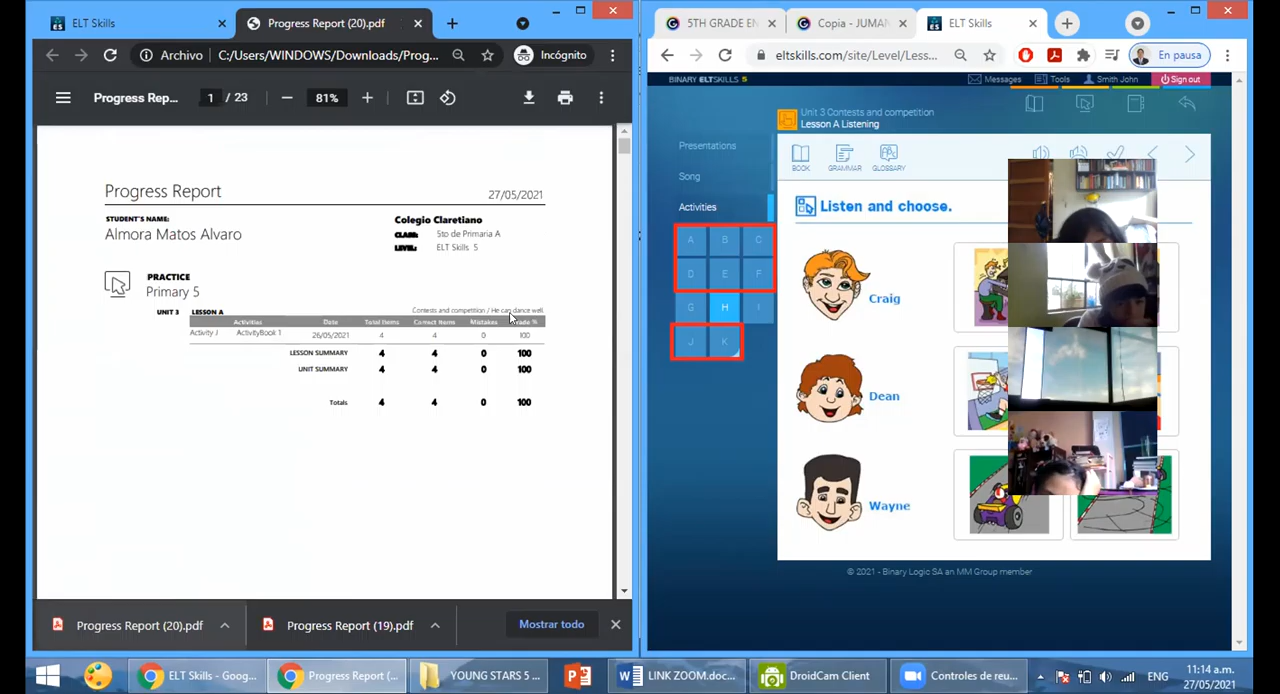 ELT Skills
Progress Report (20).pdf
Archivo
C:/Users/WINDOWS/Downloads/Prog...
Incógnito
Progress Rep...
1 / 23
81%
Progress Report
27/05/2021
STUDENT'S NAME:
Almora Matos Alvaro
Colegio Claretiano
CLASS: 5to de Primaria A
LEVEL: ELT Skills 5
PRACTICE
Primary 5
UNIT 3 LESSON A
Contests and competition / He can dance well.
Activities Date Total Items Correct Items Mistakes Grade %
Activity J ActivityBook 1 26/05/2021 4 4 0 100
LESSON SUMMARY 4 4 0 100
UNIT SUMMARY 4 4 0 100
Totals 4 4 0 100
Progress Report (20).pdf
Progress Report (19).pdf
Mostrar todo
5TH GRADE EN
Copia - JUMAN
ELT Skills
eltskills.com/site/Level/Less...
En pausa
BINARY ELTSKILLS 5
Messages
Tools
Smith John
Sign out
Unit 3 Contests and competition
Lesson A Listening
Presentations
Song
Activities
A B C
D E F
G H I
J K
BOOK
GRAMMAR
GLOSSARY
Listen and choose.
Craig
Dean
Wayne
© 2021 - Binary Logic SA an MM Group member
ELT Skills - Goog...
Progress Report (...
YOUNG STARS 5 ...
LINK ZOOM.doc...
DroidCam Client
Controles de reu...
ENG
11:14 a.m.
27/05/2021